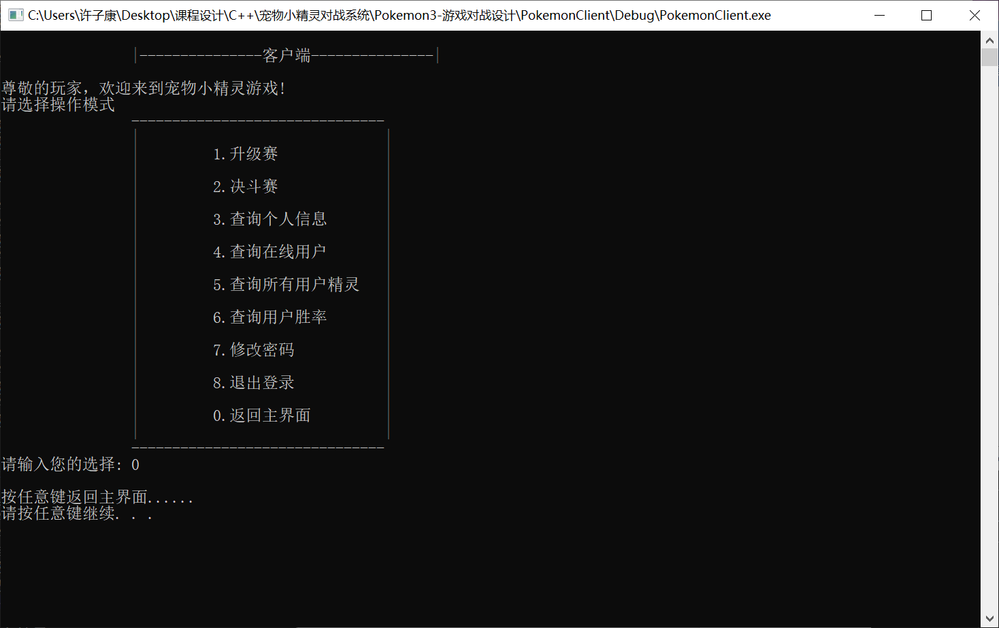 C:\Users\许子康\Desktop\课程设计\C++\宠物小精灵对战系统\Pokemon3-游戏对战设计\PokemonClient\Debug\PokemonClient.exe
|---------------客户端---------------|
尊敬的玩家，欢迎来到宠物小精灵游戏!
请选择操作模式
-------------------------------
1.升级赛
2.决斗赛
3.查询个人信息
4.查询在线用户
5.查询所有用户精灵
6.查询用户胜率
7.修改密码
8.退出登录
0.返回主界面
-------------------------------
请输入您的选择: 0
按任意键返回主界面......
请按任意键继续. . .